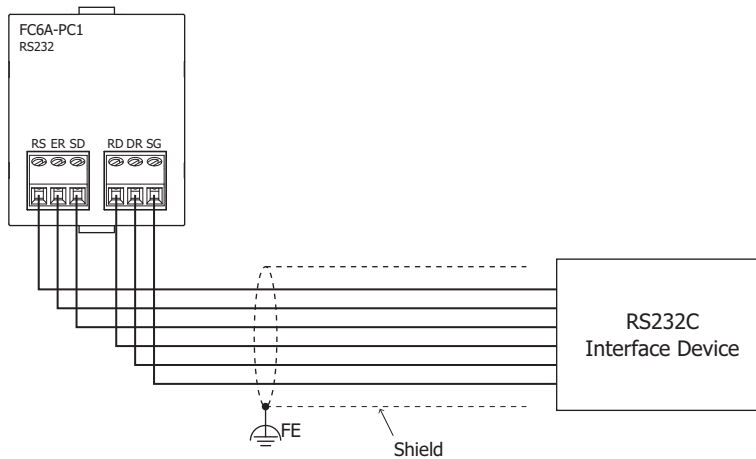 FC6A-PC1
RS232
RS ER SD RD DR SG
RS232C
Interface Device
FE
Shield